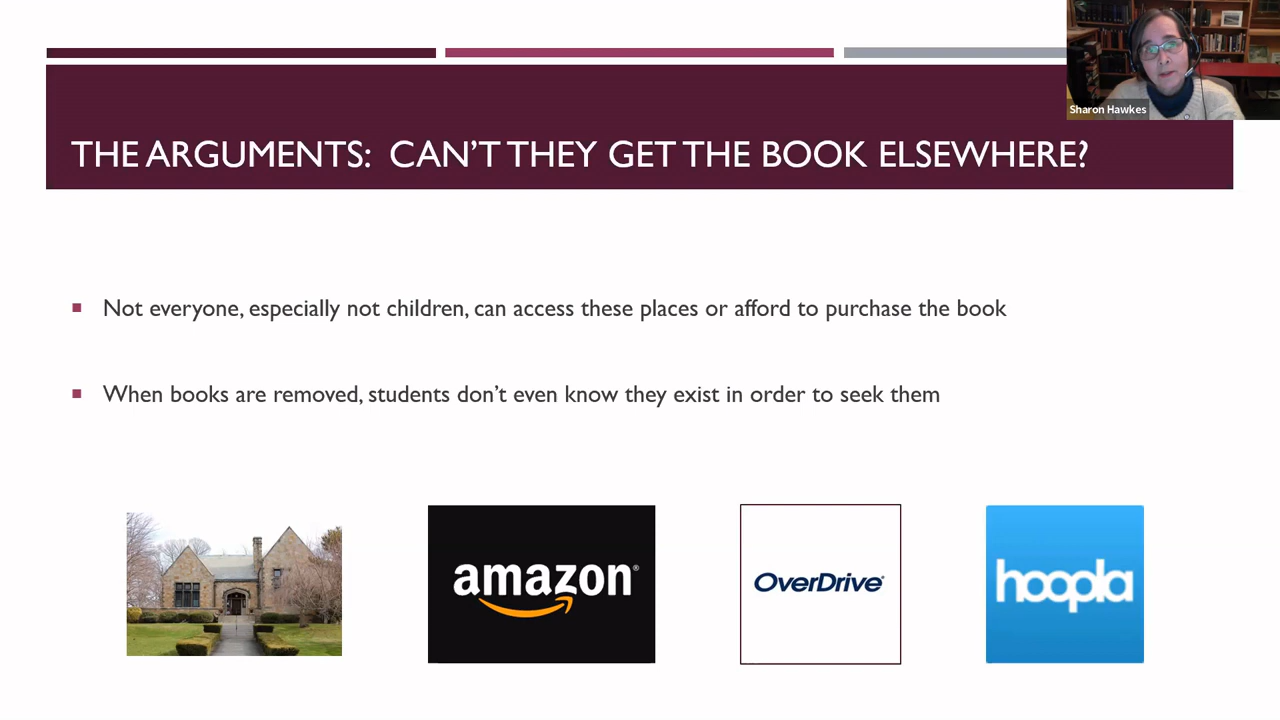 Sharon Hawkes
THE ARGUMENTS: CAN'T THEY GET THE BOOK ELSEWHERE?
Not everyone, especially not children, can access these places or afford to purchase the book
When books are removed, students don't even know they exist in order to seek them
amazon®
OverDrive®
hoopla